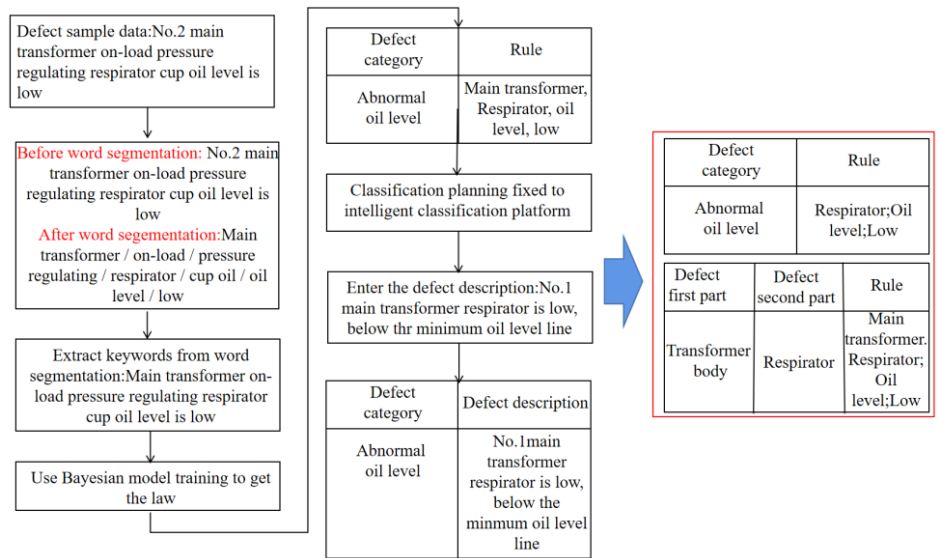 Defect sample data:No.2 main
transformer on-load pressure
regulating respirator cup oil level is
low
Before word segmentation: No.2 main
transformer on-load pressure
regulating respirator cup oil level is
low
After word segementation:Main
transformer / on-load / pressure
regulating / respirator / cup oil / oil
level / low
Extract keywords from word
segmentation:Main transformer on-
load pressure regulating respirator
cup oil level is low
Use Bayesian model training to get
the law
Defect
category
Rule
Abnormal
oil level
Main transformer,
Respirator, oil
level, low
Classification planning fixed to
intelligent classification platform
Enter the defect description:No.1
main transformer respirator is low,
below thr minimum oil level line
Defect
category
Defect description
Abnormal
oil level
No.1main
transformer
respirator is low,
below the
minmum oil level
line
Defect
category
Rule
Abnormal
oil level
Respirator;Oil
level;Low
Defect
first part
Defect
second part
Rule
Transformer
body
Respirator
Main
transformer.
Respirator;
Oil
level;Low